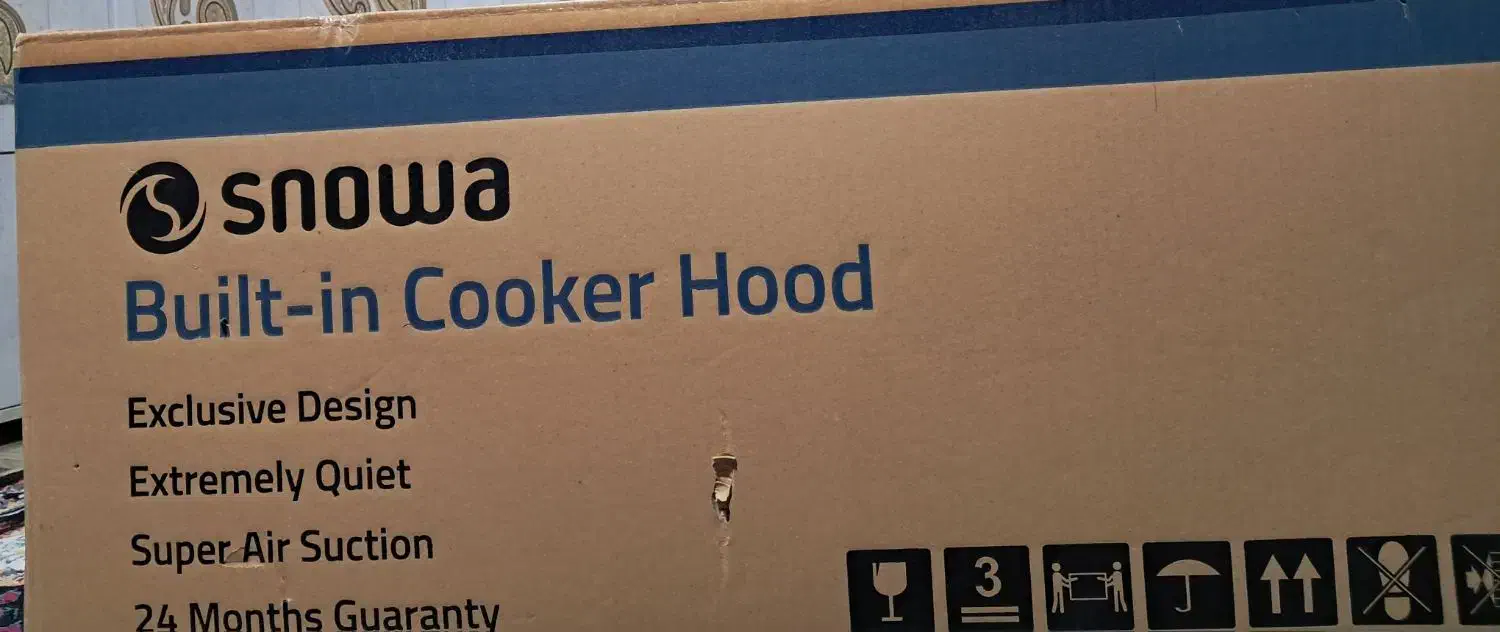 snowa
Built-in Cooker Hood
Exclusive Design
Extremely Quiet
Super Air Suction
24 Months Guaranty
3